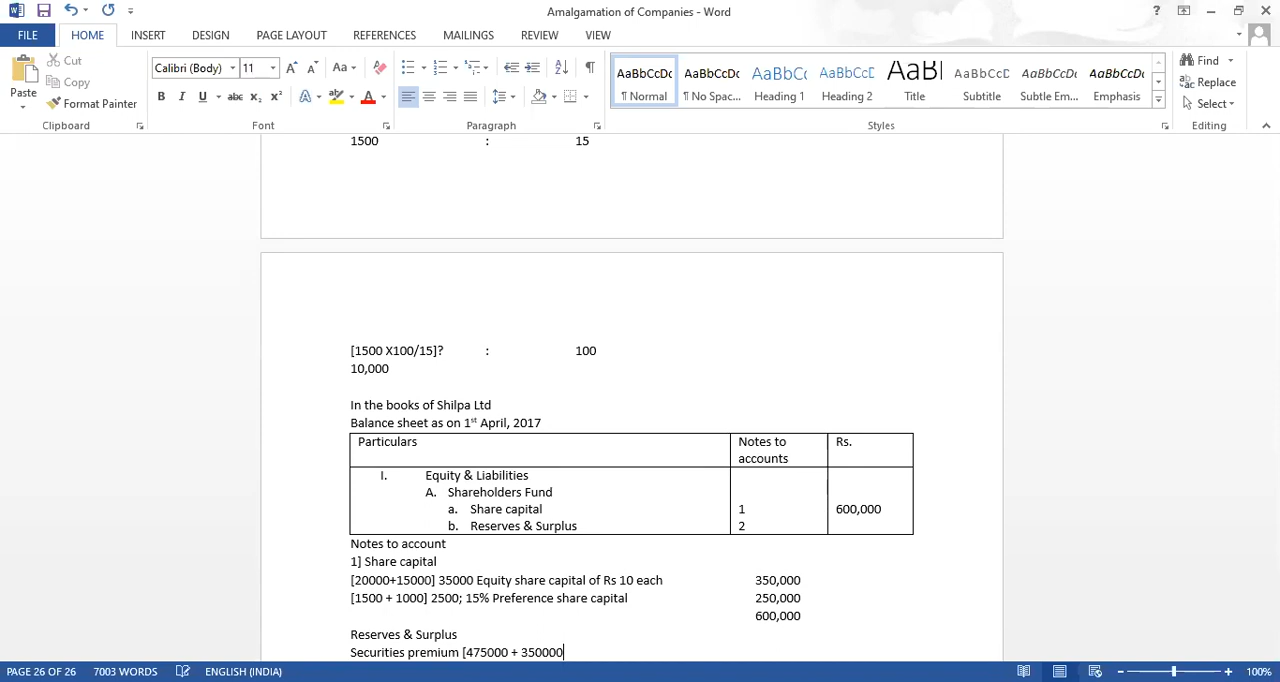 Amalgamation of Companies - Word
FILE HOME INSERT DESIGN PAGE LAYOUT REFERENCES MAILINGS REVIEW VIEW
Cut
Copy
Paste
Format Painter
Clipboard
Calibri (Body) 11
Font
Paragraph
AaBbCcDc AaBbCcDc AaBbCc AaBbCcD AaBI AaBbCcD AaBbCcDc AaBbCcDc
¶ Normal ¶ No Spac... Heading 1 Heading 2 Title Subtitle Subtle Em... Emphasis
Styles
Find
Replace
Select
Editing
1500 : 15
[1500 X100/15]? : 100
10,000
In the books of Shilpa Ltd
Balance sheet as on 1st April, 2017
Particulars Notes to accounts Rs.
I. Equity & Liabilities
A. Shareholders Fund
a. Share capital 1 600,000
b. Reserves & Surplus 2
Notes to account
1] Share capital
[20000+15000] 35000 Equity share capital of Rs 10 each 350,000
[1500 + 1000] 2500; 15% Preference share capital 250,000
600,000
Reserves & Surplus
Securities premium [475000 + 350000
PAGE 26 OF 26 7003 WORDS ENGLISH (INDIA) 100%